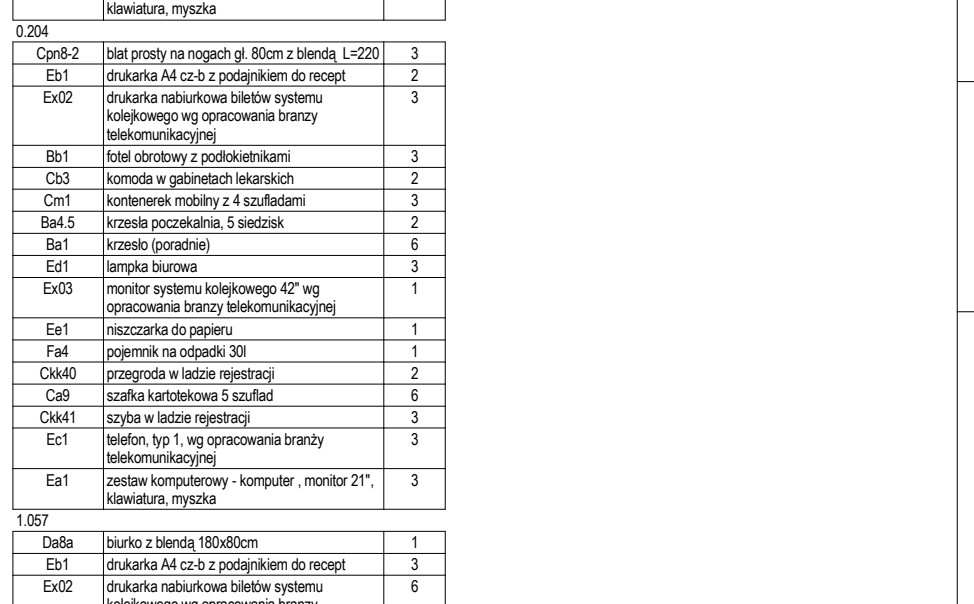 klawiatura, myszka
0.204
Cpn8-2 blat prosty na nogach gł. 80cm z blendą L=220 3
Eb1 drukarka A4 cz-b z podajnikiem do recept 2
Ex02 drukarka nabiurkowa biletów systemu 3
kolejkowego wg opracowania branzy
telekomunikacyjnej
Bb1 fotel obrotowy z podłokietnikami 3
Cb3 komoda w gabinetach lekarskich 2
Cm1 kontenerek mobilny z 4 szufladami 3
Ba4.5 krzesła poczekalnia, 5 siedzisk 2
Ba1 krzesło (poradnie) 6
Ed1 lampka biurowa 3
Ex03 monitor systemu kolejkowego 42" wg 1
opracowania branzy telekomunikacyjnej
Ee1 niszczarka do papieru 1
Fa4 pojemnik na odpadki 30l 1
Ckk40 przegroda w ladzie rejestracji 2
Ca9 szafka kartotekowa 5 szuflad 6
Ckk41 szyba w ladzie rejestracji 3
Ec1 telefon, typ 1, wg opracowania branży 3
telekomunikacyjnej
Ea1 zestaw komputerowy - komputer , monitor 21", 3
klawiatura, myszka
1.057
Da8a biurko z blendą 180x80cm 1
Eb1 drukarka A4 cz-b z podajnikiem do recept 3
Ex02 drukarka nabiurkowa biletów systemu 6
kolejkowego wg opracowania branzy